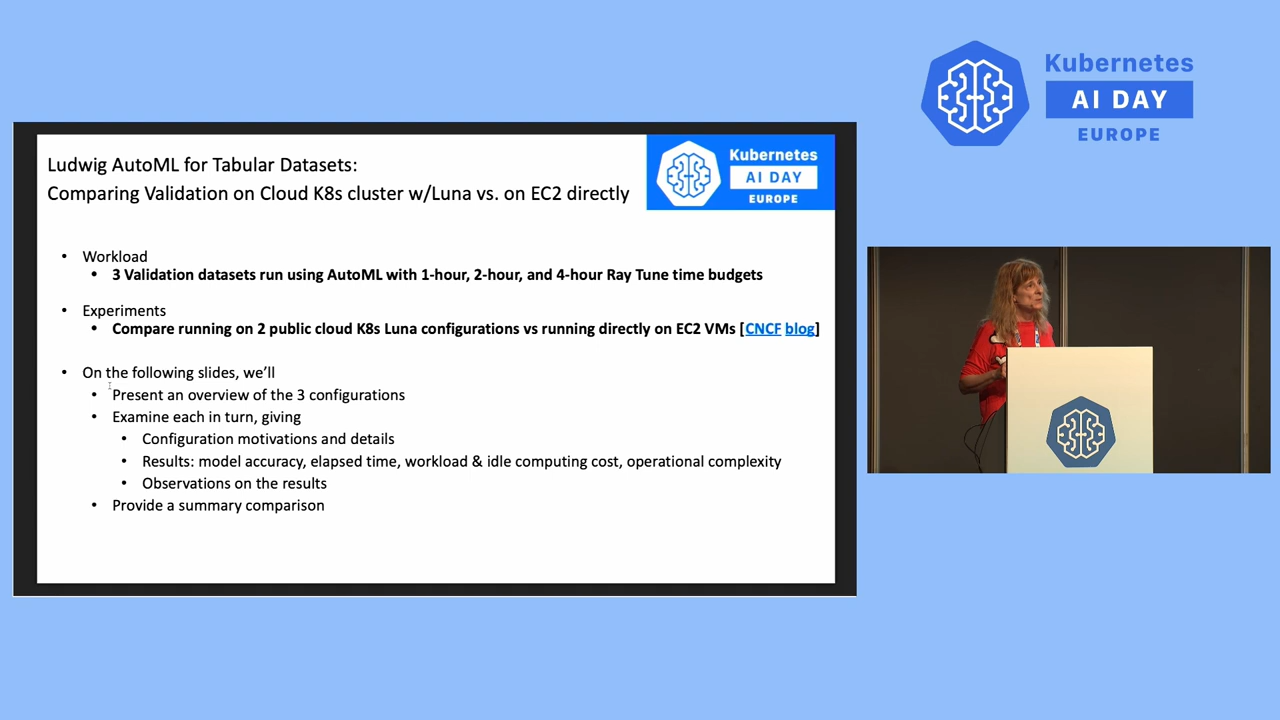 Kubernetes
AI DAY
EUROPE
Ludwig AutoML for Tabular Datasets:
Comparing Validation on Cloud K8s cluster w/Luna vs. on EC2 directly
Kubernetes
AI DAY
EUROPE
• Workload
• 3 Validation datasets run using AutoML with 1-hour, 2-hour, and 4-hour Ray Tune time budgets
• Experiments
• Compare running on 2 public cloud K8s Luna configurations vs running directly on EC2 VMs [CNCF blog]
• On the following slides, we’ll
• Present an overview of the 3 configurations
• Examine each in turn, giving
• Configuration motivations and details
• Results: model accuracy, elapsed time, workload & idle computing cost, operational complexity
• Observations on the results
• Provide a summary comparison